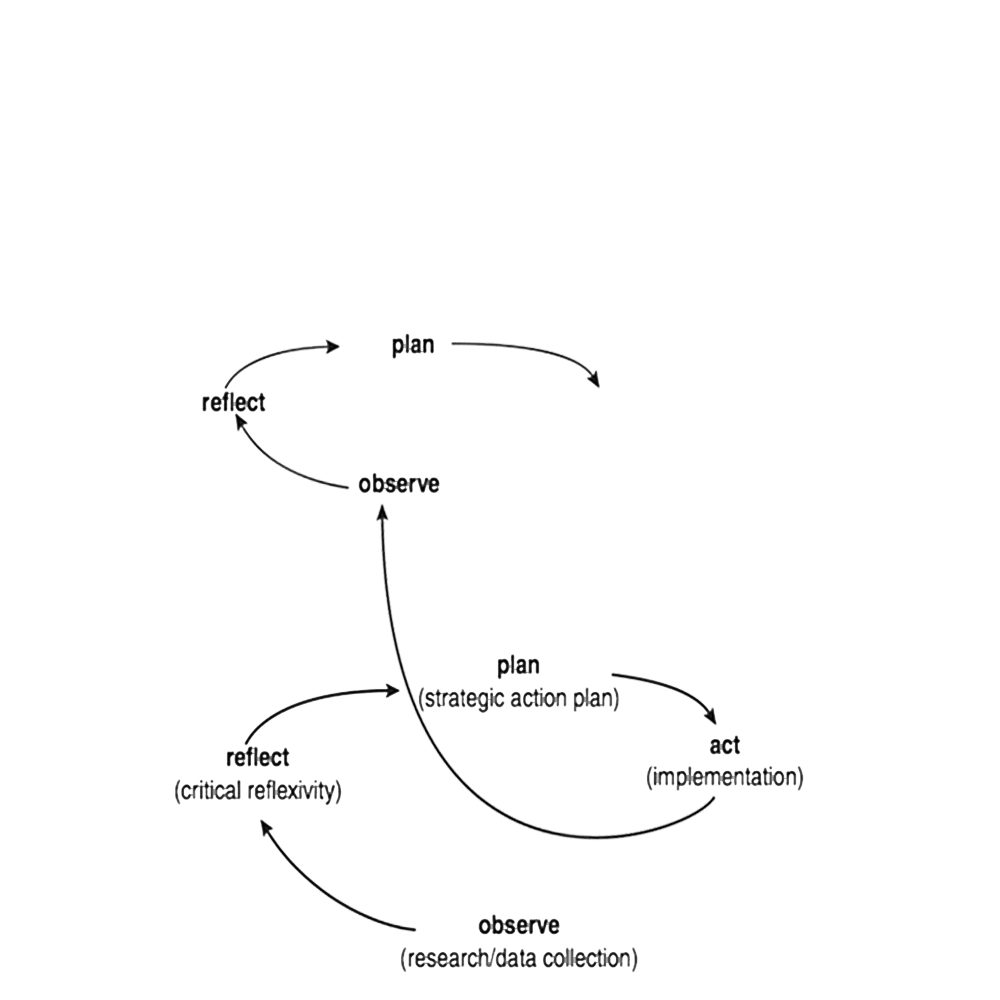 plan
reflect
observe
plan
(strategic action plan)
act
(implementation)
reflect
(critical reflexivity)
observe
(research/data collection)